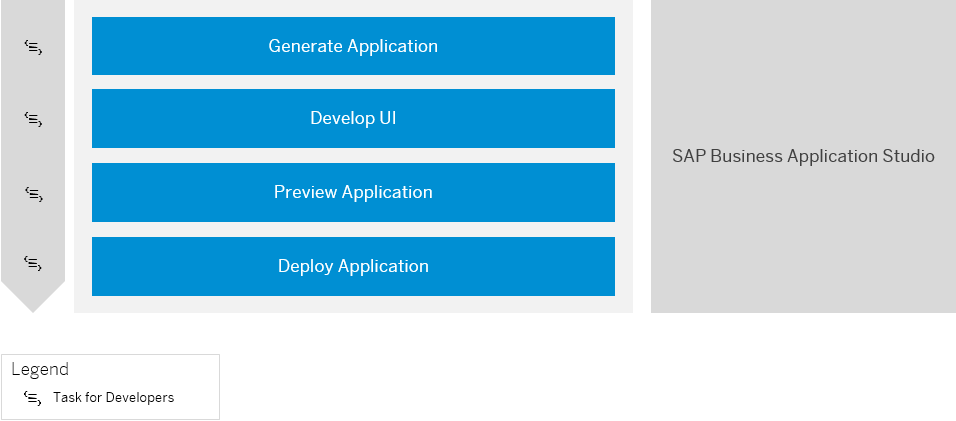 Generate Application
Develop UI
Preview Application
Deploy Application
SAP Business Application Studio
Legend
Task for Developers